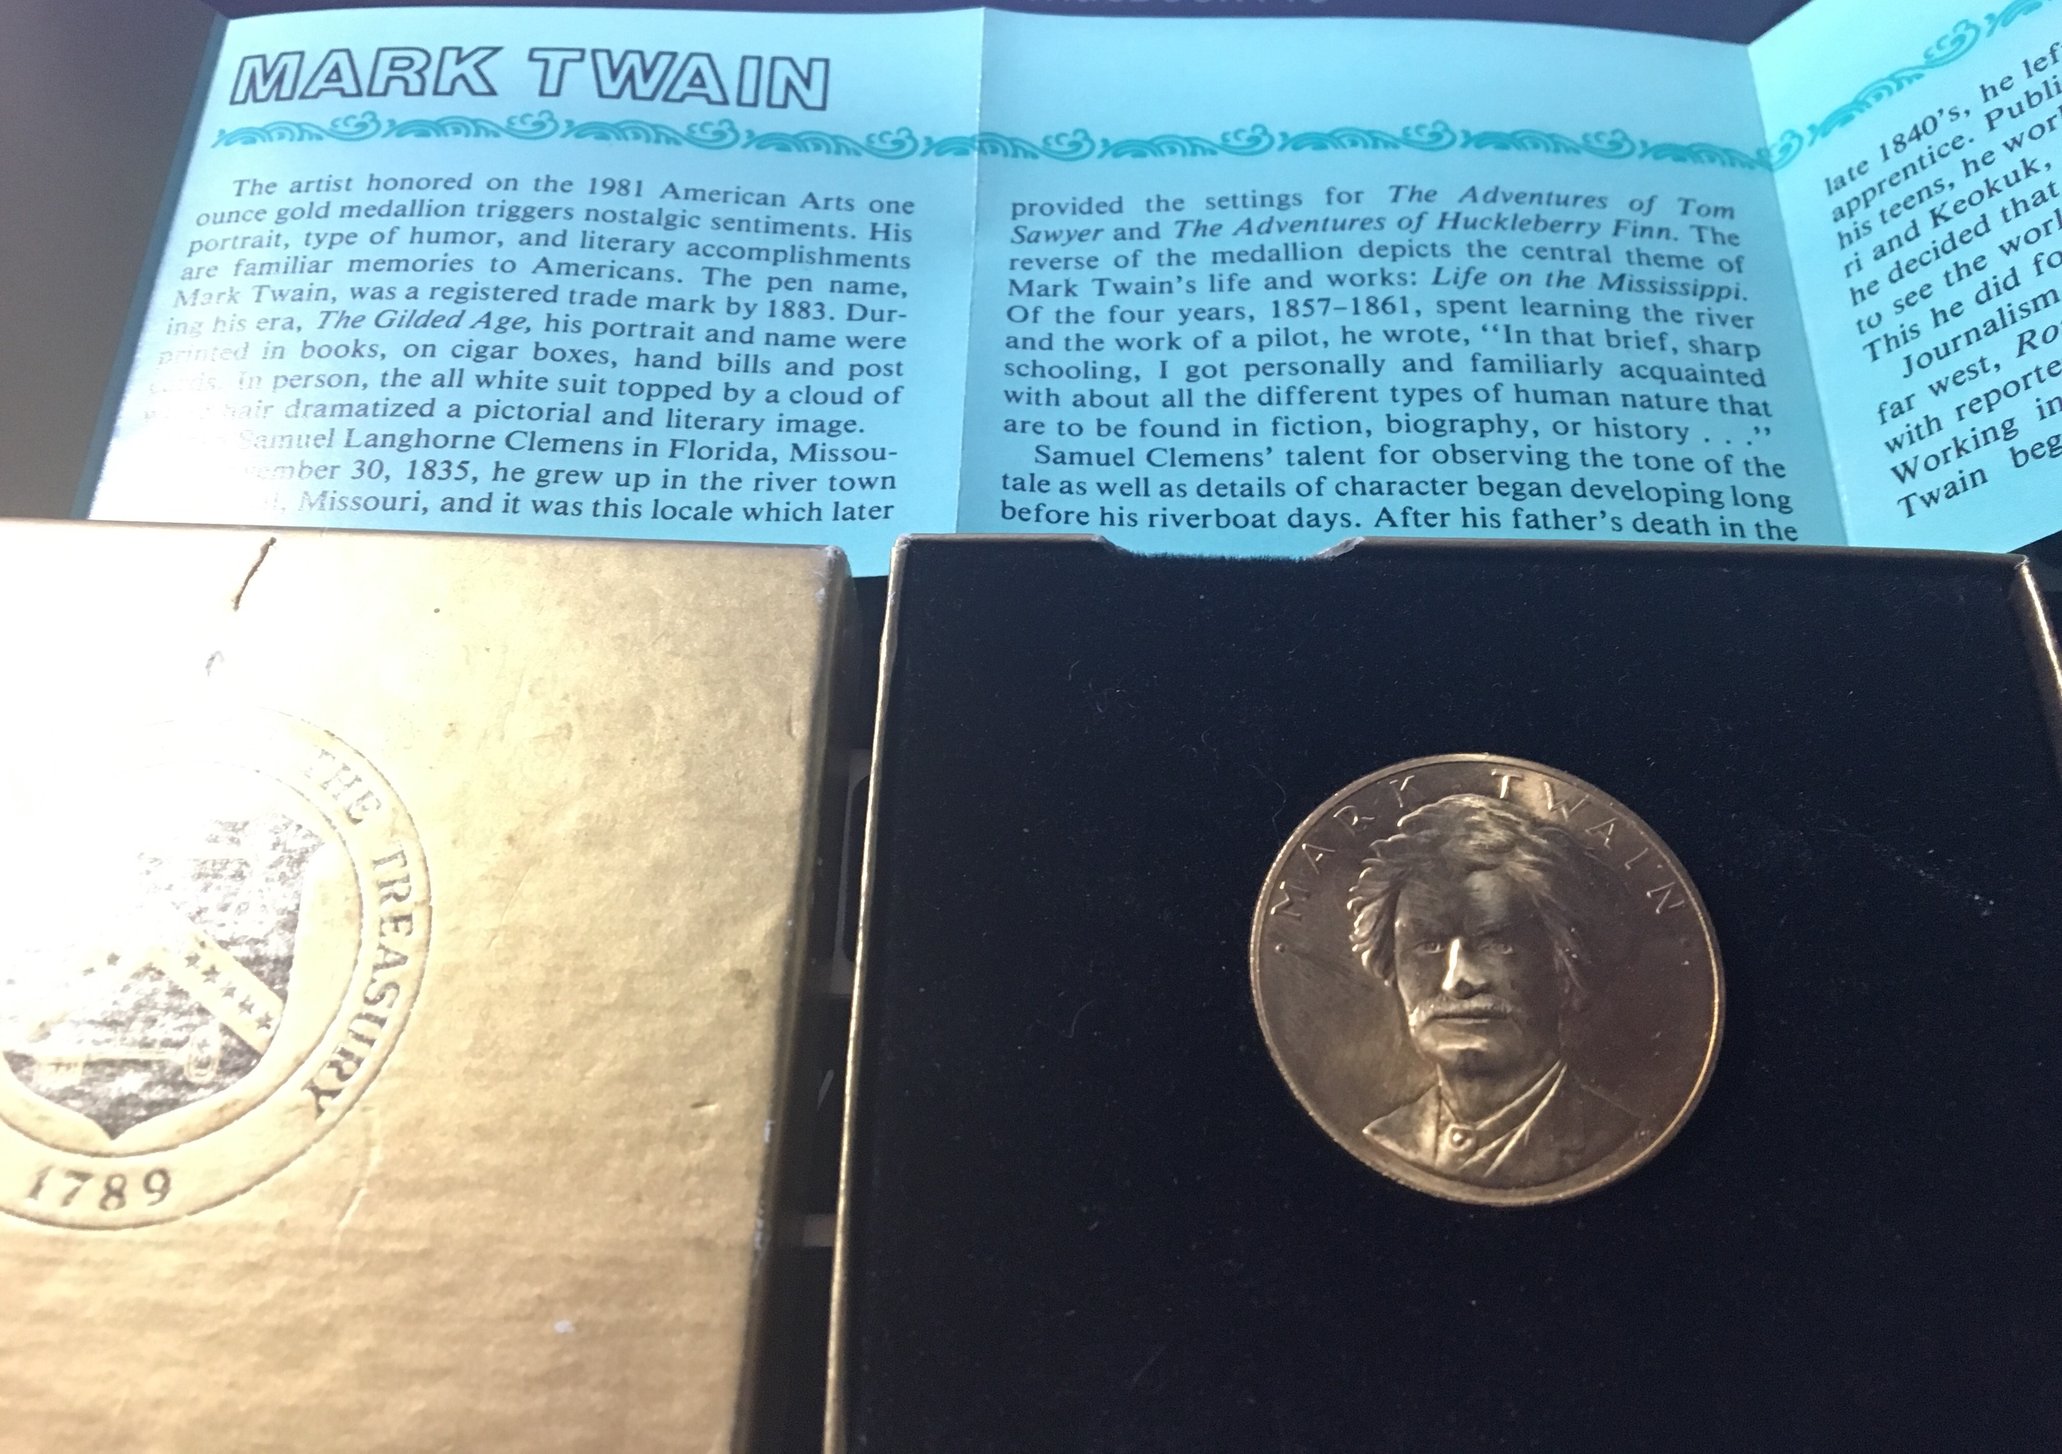 MARK TWAIN
The artist honored on the 1981 American Arts one
ounce gold medallion triggers nostalgic sentiments. His
portrait, type of humor, and literary accomplishments
are familiar memories to Americans. The pen name,
Mark Twain, was a registered trade mark by 1883. Dur-
ing his era, The Gilded Age, his portrait and name were
printed in books, on cigar boxes, hand bills and post
cards. In person, the all white suit topped by a cloud of
hair dramatized a pictorial and literary image.
Samuel Langhorne Clemens in Florida, Missou-
30, 1835, he grew up in the river town
Missouri, and it was this locale which later
provided the settings for The Adventures of Tom
Sawyer and The Adventures of Huckleberry Finn. The
reverse of the medallion depicts the central theme of
Mark Twain's life and works: Life on the Mississippi.
Of the four years, 1857–1861, spent learning the river
and the work of a pilot, he wrote, "In that brief, sharp
schooling, I got personally and familiarly acquainted
with about all the different types of human nature that
are to be found in fiction, biography, or history . . ."
Samuel Clemens' talent for observing the tone of the
tale as well as details of character began developing long
before his riverboat days. After his father's death in the
late 1840's, he
apprentice.
his teens, he
ri and Keokuk,
he decided that
to see the
This he did
Journalism
far west,
with
Working in
Twain
THE TREASURY
1789
MARK TWAIN